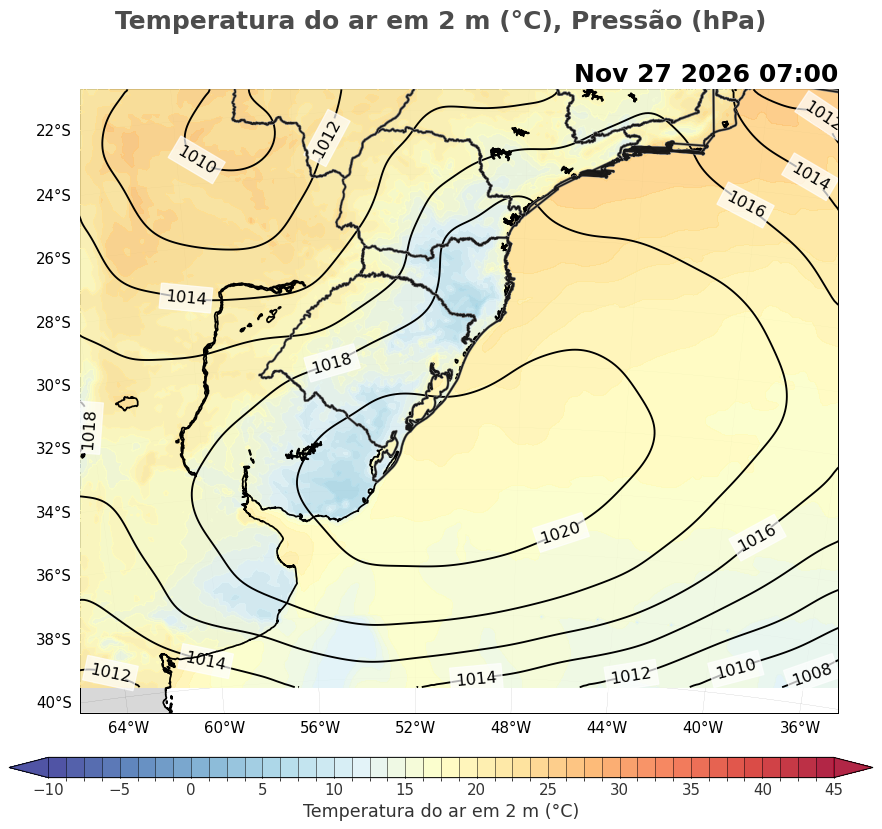 Temperatura do ar em 2 m (°C), Pressão (hPa)
Nov 27 2026 07:00
22°S
24°S
26°S
28°S
30°S
32°S
34°S
36°S
38°S
40°S
1010
1012
1012
1014
1016
1014
1018
1018
1020
1016
1014
1012
1014
1012
1010
1008
64°W 60°W 56°W 52°W 48°W 44°W 40°W 36°W
−10 −5 0 5 10 15 20 25 30 35 40 45
Temperatura do ar em 2 m (°C)